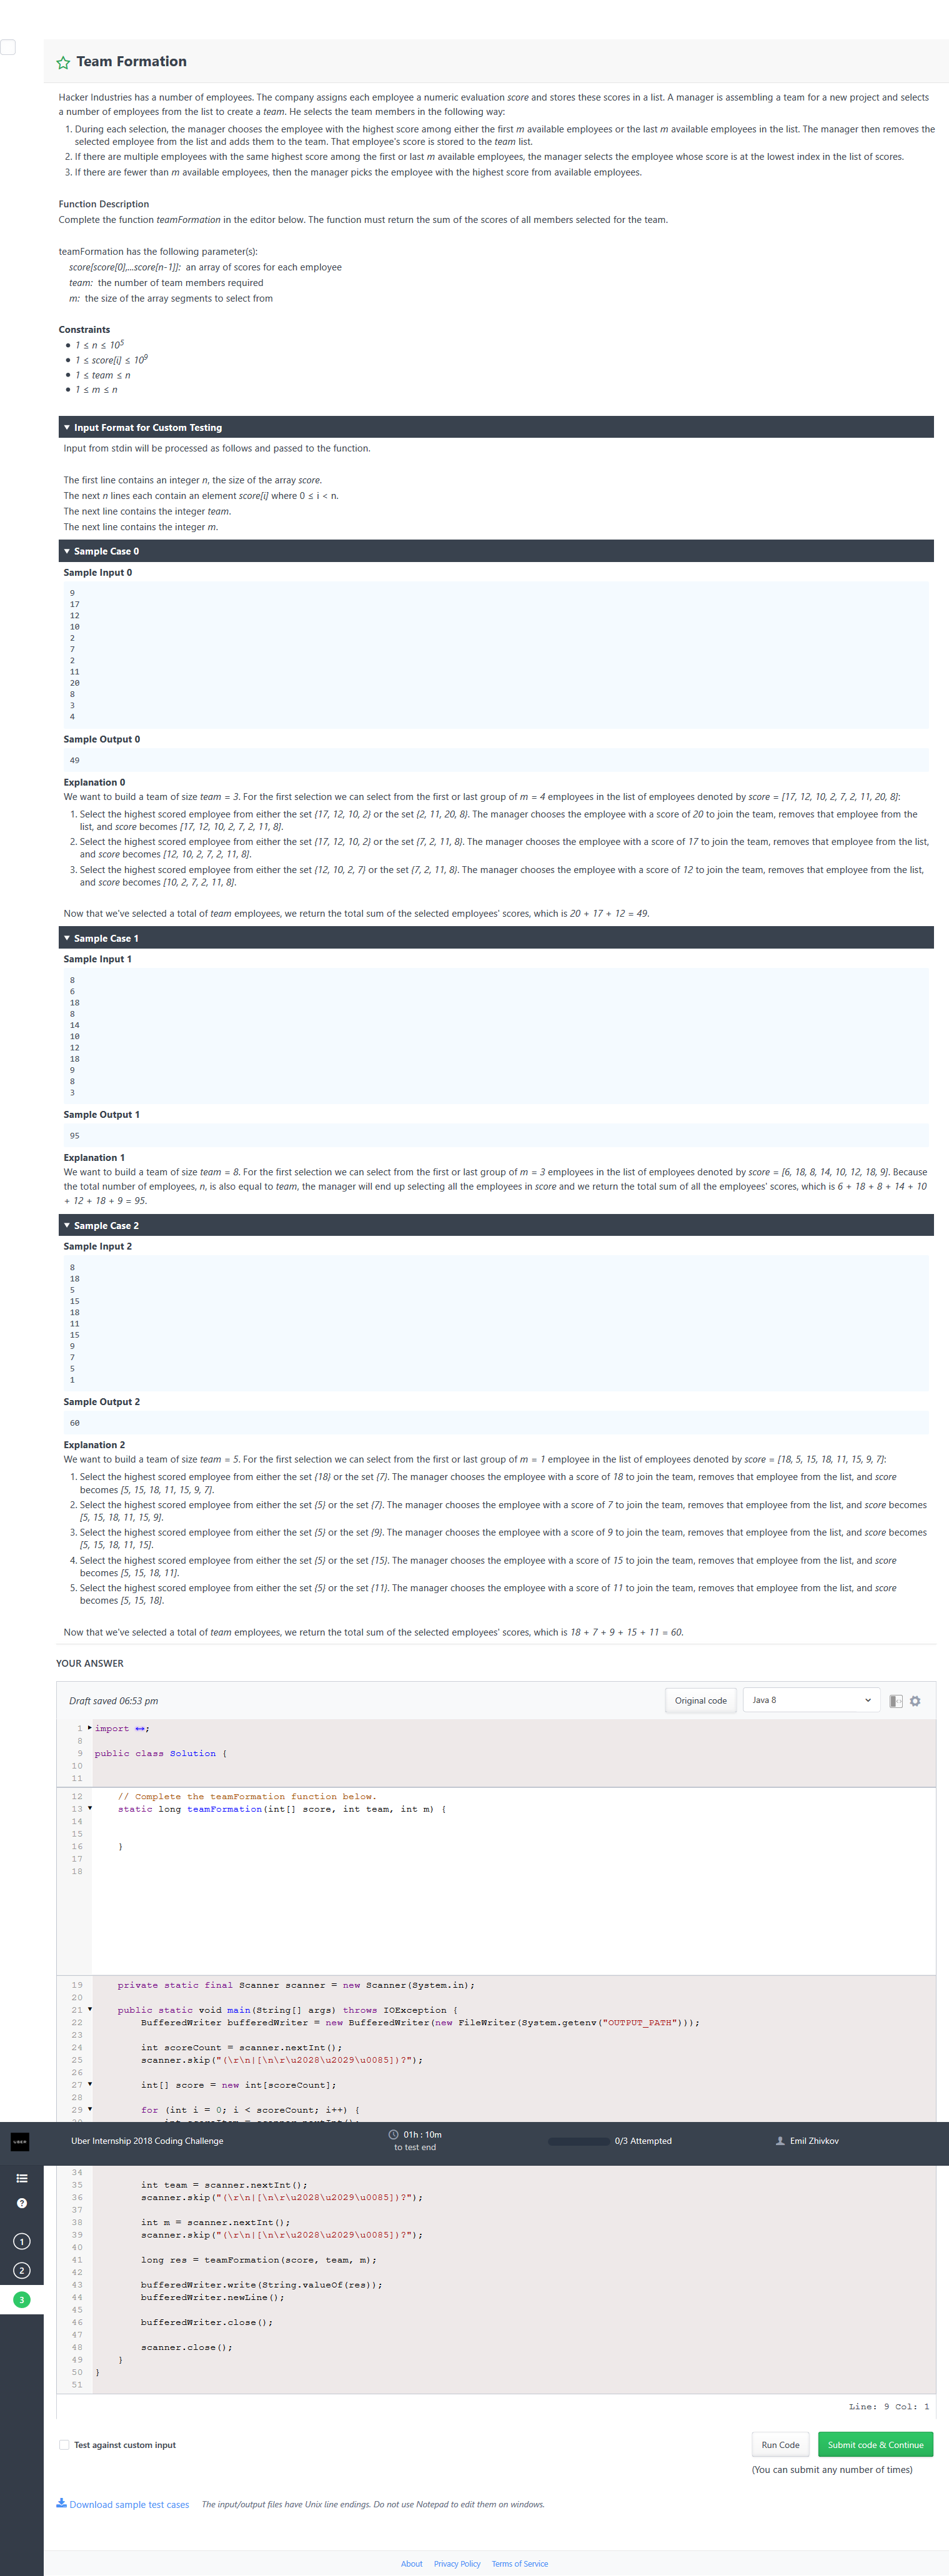 Team Formation
Hacker Industries has a number of employees. The company assigns each employee a numeric evaluation score and stores these scores in a list. A manager is assembling a team for a new project and selects
a number of employees from the list to create a team. He selects the team members in the following way:
1. During each selection, the manager chooses the employee with the highest score among either the first m available employees or the last m available employees in the list. The manager then removes the
selected employee from the list and adds them to the team. That employee's score is stored to the team list.
2. If there are multiple employees with the same highest score among the first or last m available employees, the manager selects the employee whose score is at the lowest index in the list of scores.
3. If there are fewer than m available employees, then the manager picks the employee with the highest score from available employees.
Function Description
Complete the function teamFormation in the editor below. The function must return the sum of the scores of all members selected for the team.
teamFormation has the following parameter(s):
score[score[0],...score[n-1]]: an array of scores for each employee
team: the number of team members required
m: the size of the array segments to select from
Constraints
• 1 ≤ n ≤ 10⁵
• 1 ≤ score[i] ≤ 10⁹
• 1 ≤ team ≤ n
• 1 ≤ m ≤ n
▼ Input Format for Custom Testing
Input from stdin will be processed as follows and passed to the function.
The first line contains an integer n, the size of the array score.
The next n lines each contain an element score[i] where 0 ≤ i < n.
The next line contains the integer team.
The next line contains the integer m.
▼ Sample Case 0
Sample Input 0
9
17
12
10
2
7
2
11
20
8
3
4
Sample Output 0
49
Explanation 0
We want to build a team of size team = 3. For the first selection we can select from the first or last group of m = 4 employees in the list of employees denoted by score = [17, 12, 10, 2, 7, 2, 11, 20, 8]:
1. Select the highest scored employee from either the set {17, 12, 10, 2} or the set {2, 11, 20, 8}. The manager chooses the employee with a score of 20 to join the team, removes that employee from the
list, and score becomes [17, 12, 10, 2, 7, 2, 11, 8].
2. Select the highest scored employee from either the set {17, 12, 10, 2} or the set {7, 2, 11, 8}. The manager chooses the employee with a score of 17 to join the team, removes that employee from the list,
and score becomes [12, 10, 2, 7, 2, 11, 8].
3. Select the highest scored employee from either the set {12, 10, 2, 7} or the set {7, 2, 11, 8}. The manager chooses the employee with a score of 12 to join the team, removes that employee from the list,
and score becomes [10, 2, 7, 2, 11, 8].
Now that we've selected a total of team employees, we return the total sum of the selected employees' scores, which is 20 + 17 + 12 = 49.
▼ Sample Case 1
Sample Input 1
8
6
18
8
14
10
12
18
9
8
3
Sample Output 1
95
Explanation 1
We want to build a team of size team = 8. For the first selection we can select from the first or last group of m = 3 employees in the list of employees denoted by score = [6, 18, 8, 14, 10, 12, 18, 9]. Because
the total number of employees, n, is also equal to team, the manager will end up selecting all the employees in score and we return the total sum of all the employees' scores, which is 6 + 18 + 8 + 14 + 10
+ 12 + 18 + 9 = 95.
▼ Sample Case 2
Sample Input 2
8
18
5
15
18
11
15
9
7
5
1
Sample Output 2
60
Explanation 2
We want to build a team of size team = 5. For the first selection we can select from the first or last group of m = 1 employee in the list of employees denoted by score = [18, 5, 15, 18, 11, 15, 9, 7]:
1. Select the highest scored employee from either the set {18} or the set {7}. The manager chooses the employee with a score of 18 to join the team, removes that employee from the list, and score
becomes [5, 15, 18, 11, 15, 9, 7].
2. Select the highest scored employee from either the set {5} or the set {7}. The manager chooses the employee with a score of 7 to join the team, removes that employee from the list, and score becomes
[5, 15, 18, 11, 15, 9].
3. Select the highest scored employee from either the set {5} or the set {9}. The manager chooses the employee with a score of 9 to join the team, removes that employee from the list, and score becomes
[5, 15, 18, 11, 15].
4. Select the highest scored employee from either the set {5} or the set {15}. The manager chooses the employee with a score of 15 to join the team, removes that employee from the list, and score
becomes [5, 15, 18, 11].
5. Select the highest scored employee from either the set {5} or the set {11}. The manager chooses the employee with a score of 11 to join the team, removes that employee from the list, and score
becomes [5, 15, 18].
Now that we've selected a total of team employees, we return the total sum of the selected employees' scores, which is 18 + 7 + 9 + 15 + 11 = 60.
YOUR ANSWER
Draft saved 06:53 pm Original code Java 8
1 import ↔;
8
9 public class Solution {
10
11
12 // Complete the teamFormation function below.
13 static long teamFormation(int[] score, int team, int m) {
14
15
16 }
17
18
19 private static final Scanner scanner = new Scanner(System.in);
20
21 public static void main(String[] args) throws IOException {
22 BufferedWriter bufferedWriter = new BufferedWriter(new FileWriter(System.getenv("OUTPUT_PATH")));
23
24 int scoreCount = scanner.nextInt();
25 scanner.skip("(\r\n|[\n\r\u2028\u2029\u0085])?");
26
27 int[] score = new int[scoreCount];
28
29 for (int i = 0; i < scoreCount; i++) {
UBER Uber Internship 2018 Coding Challenge 01h : 10m to test end 0/3 Attempted Emil Zhivkov
34
35 int team = scanner.nextInt();
36 scanner.skip("(\r\n|[\n\r\u2028\u2029\u0085])?");
37
38 int m = scanner.nextInt();
39 scanner.skip("(\r\n|[\n\r\u2028\u2029\u0085])?");
40
41 long res = teamFormation(score, team, m);
42
43 bufferedWriter.write(String.valueOf(res));
44 bufferedWriter.newLine();
45
46 bufferedWriter.close();
47
48 scanner.close();
49 }
50 }
51
?
1
2
3
Line: 9 Col: 1
Test against custom input Run Code Submit code & Continue
(You can submit any number of times)
Download sample test cases The input/output files have Unix line endings. Do not use Notepad to edit them on windows.
About Privacy Policy Terms of Service